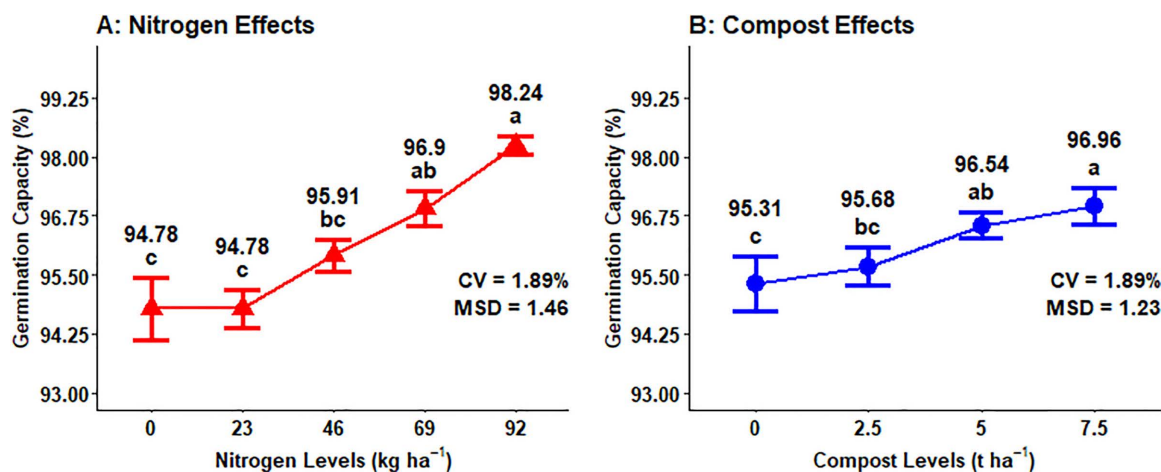 A: Nitrogen Effects
Germination Capacity (%)
99.25
98.00
96.75
95.50
94.25
93.00
94.78
c
94.78
c
95.91
bc
96.9
ab
98.24
a
CV = 1.89%
MSD = 1.46
0 23 46 69 92
Nitrogen Levels (kg ha⁻¹)
B: Compost Effects
Germination Capacity (%)
99.25
98.00
96.75
95.50
94.25
93.00
95.31
c
95.68
bc
96.54
ab
96.96
a
CV = 1.89%
MSD = 1.23
0 2.5 5 7.5
Compost Levels (t ha⁻¹)